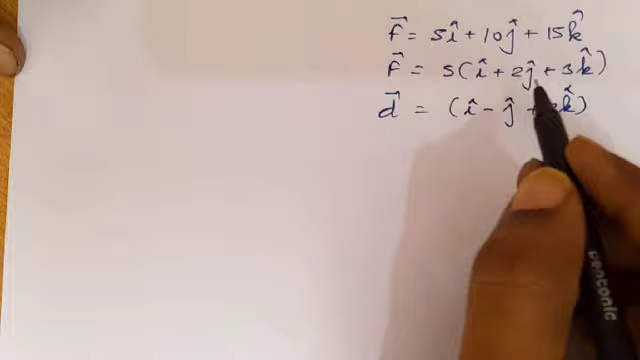 f⃗ = 5î + 10ĵ + 15k̂
f⃗ = 5(î + 2ĵ + 3k̂)
d⃗ = (î - ĵ + k̂)
pentonic